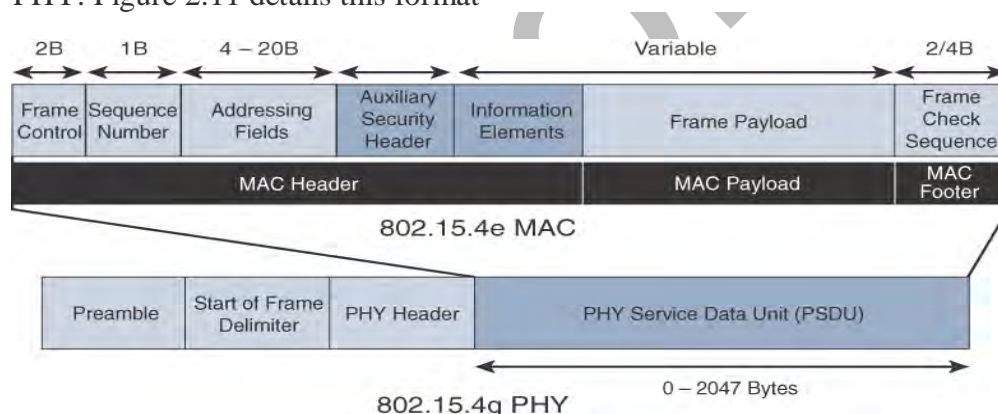 PHY. Figure 2.11 details this format
2B 1B 4 – 20B Variable 2/4B
Frame Control
Sequence Number
Addressing Fields
Auxiliary Security Header
Information Elements
Frame Payload
Frame Check Sequence
MAC Header MAC Payload MAC Footer
802.15.4e MAC
Preamble
Start of Frame Delimiter
PHY Header
PHY Service Data Unit (PSDU)
0 – 2047 Bytes
802.15.4g PHY